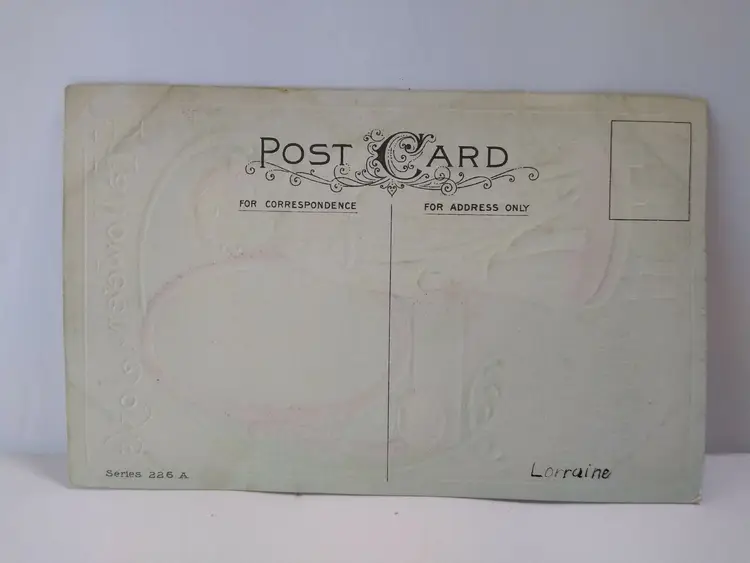 POST CARD
FOR CORRESPONDENCE
FOR ADDRESS ONLY
Series 226 A
Lorraine